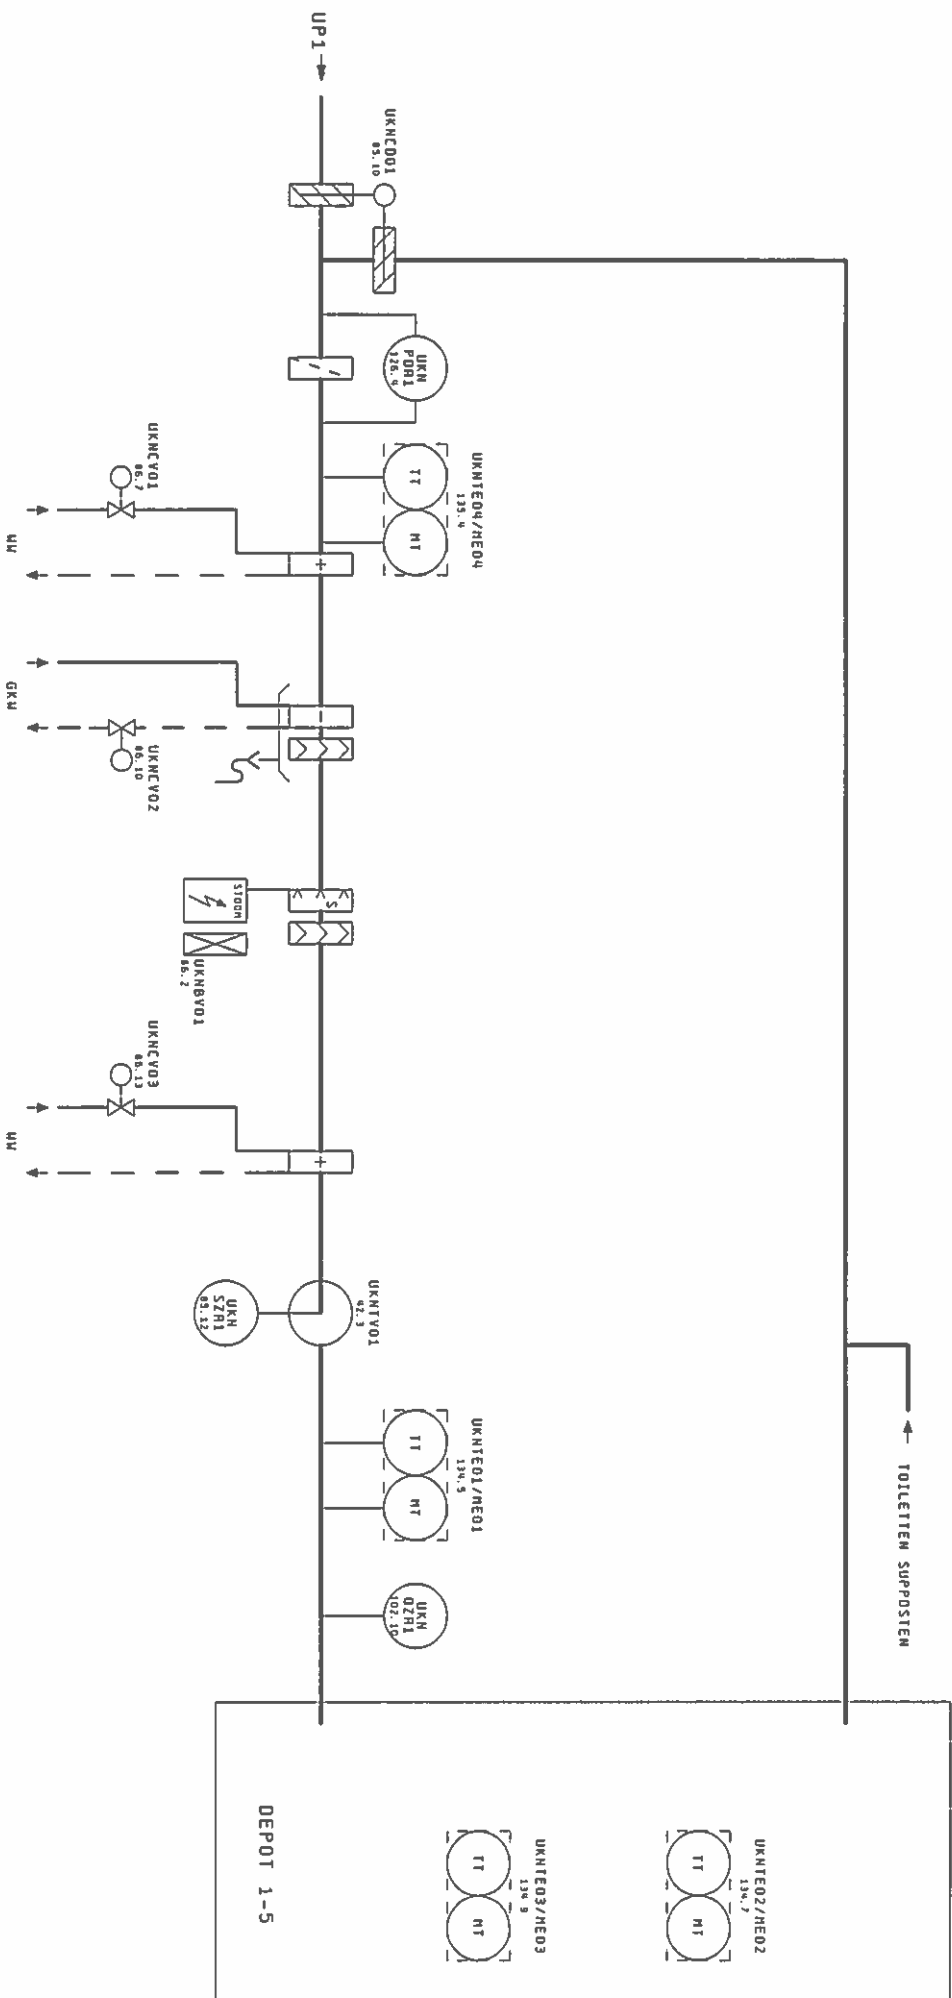 UP1
UKNCD01
85.10
UKN
PDA1
126.4
UKNTE04/ME04
135.4
TT
MT
UKNCV01
86.7
WW
GKW
UKNCV02
86.10
STOOM
S
UKNBV01
86.2
UKNCV03
86.13
WW
UKNTV01
42.3
UKN
SZA1
85.12
UKNTE01/ME01
134.5
TT
MT
UKN
QZA1
102.10
TOILETTEN SUPPOSTEN
DEPOT 1-5
UKNTE03/ME03
134.9
TT
MT
UKNTE02/ME02
134.7
TT
MT